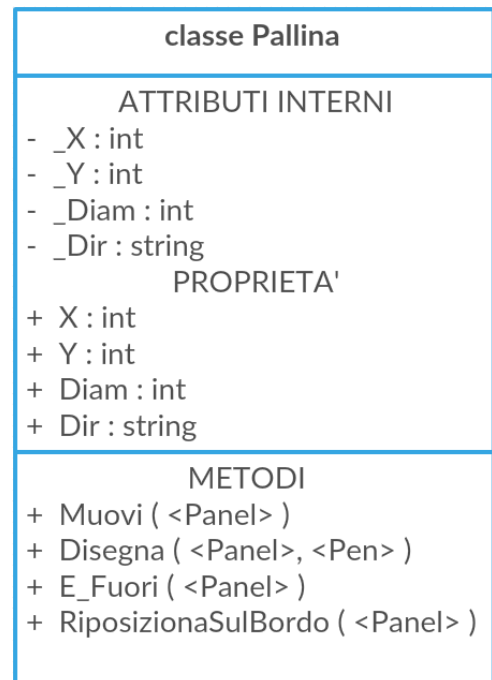 classe Pallina
ATTRIBUTI INTERNI
- _X : int
- _Y : int
- _Diam : int
- _Dir : string
PROPRIETA'
+ X : int
+ Y : int
+ Diam : int
+ Dir : string
METODI
+ Muovi ( <Panel> )
+ Disegna ( <Panel>, <Pen> )
+ E_Fuori ( <Panel> )
+ RiposizionaSulBordo ( <Panel> )